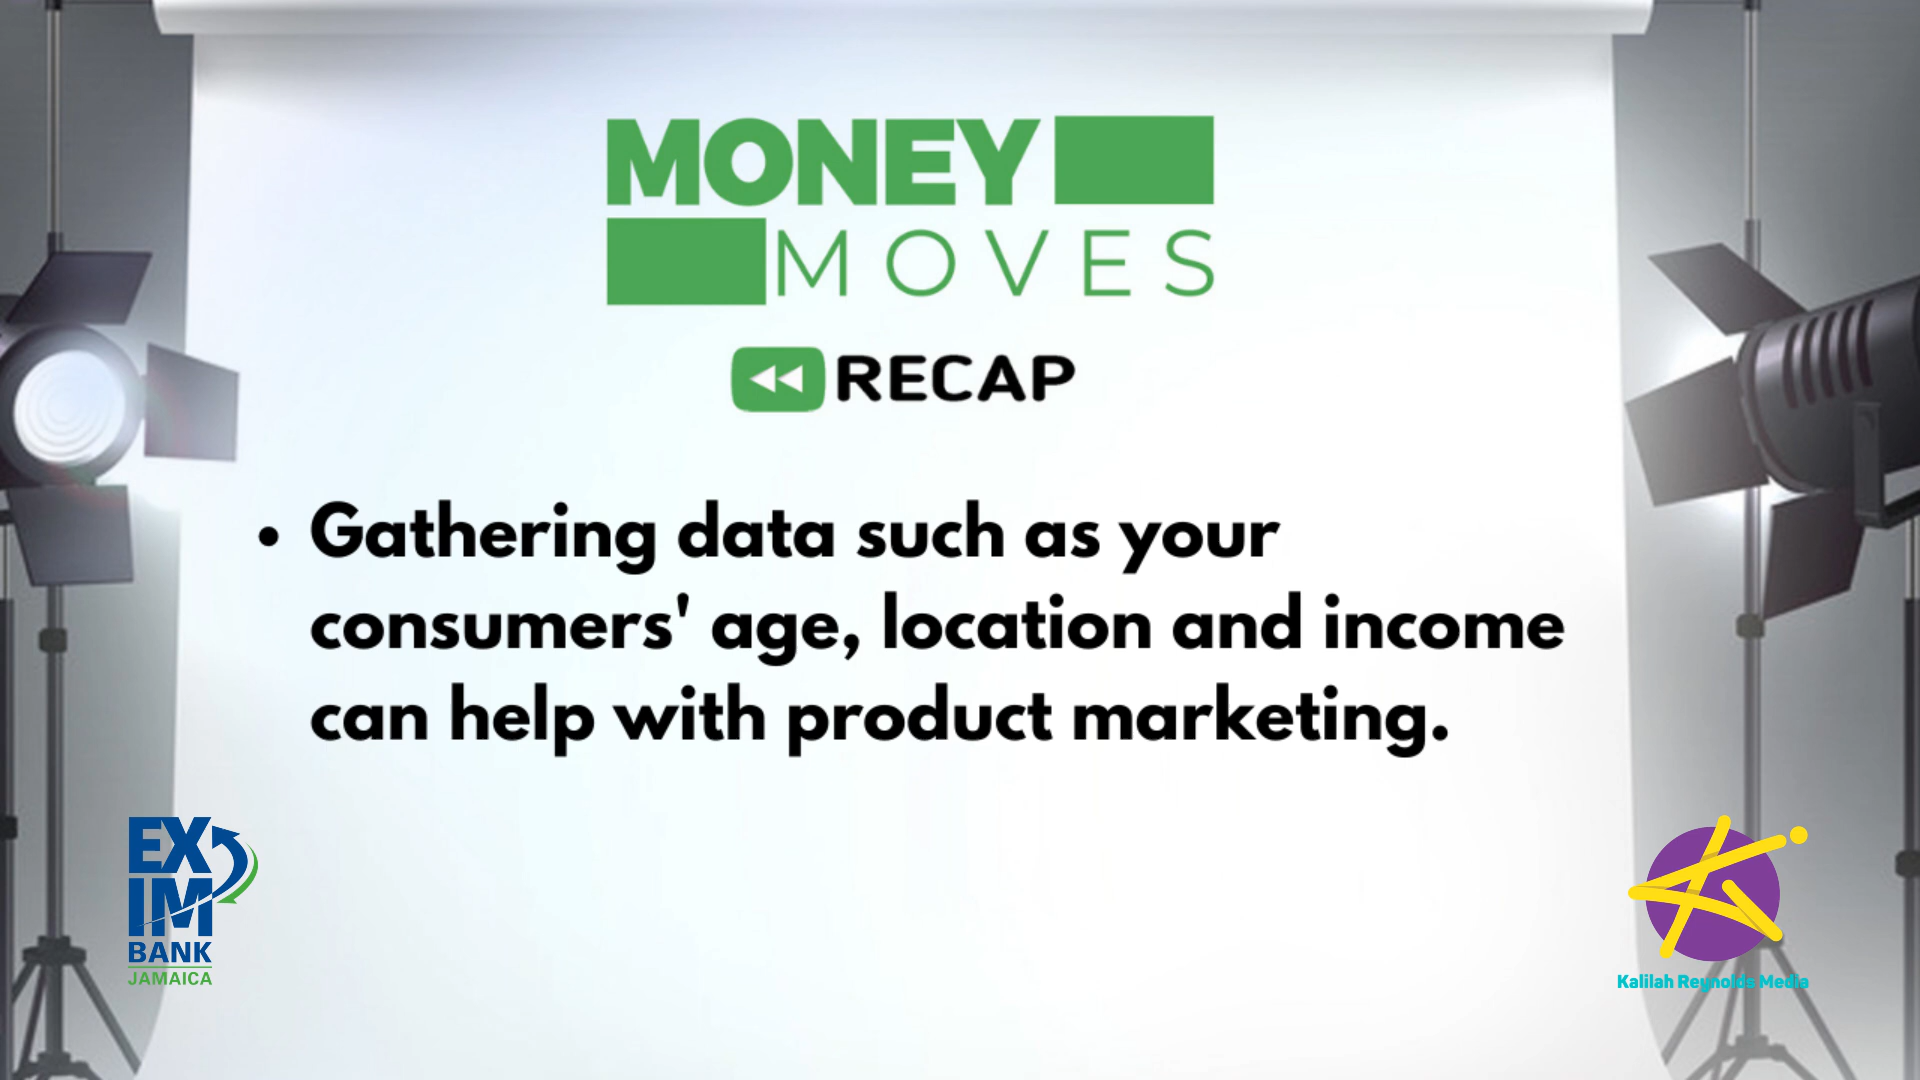 MONEY
MOVES
RECAP
• Gathering data such as your
consumers' age, location and income
can help with product marketing.
EX
IM
BANK
JAMAICA
Kalilah Reynolds Media